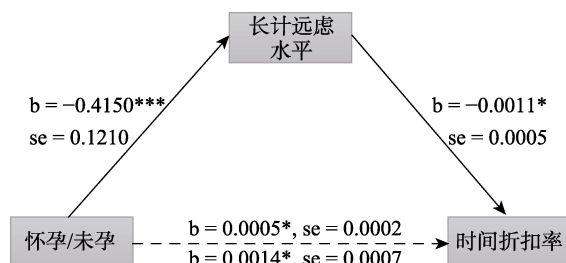 长计远虑
水平
b = −0.4150***
se = 0.1210
b = −0.0011*
se = 0.0005
怀孕/未孕
b = 0.0005*, se = 0.0002
b = 0.0014*, se = 0.0007
时间折扣率